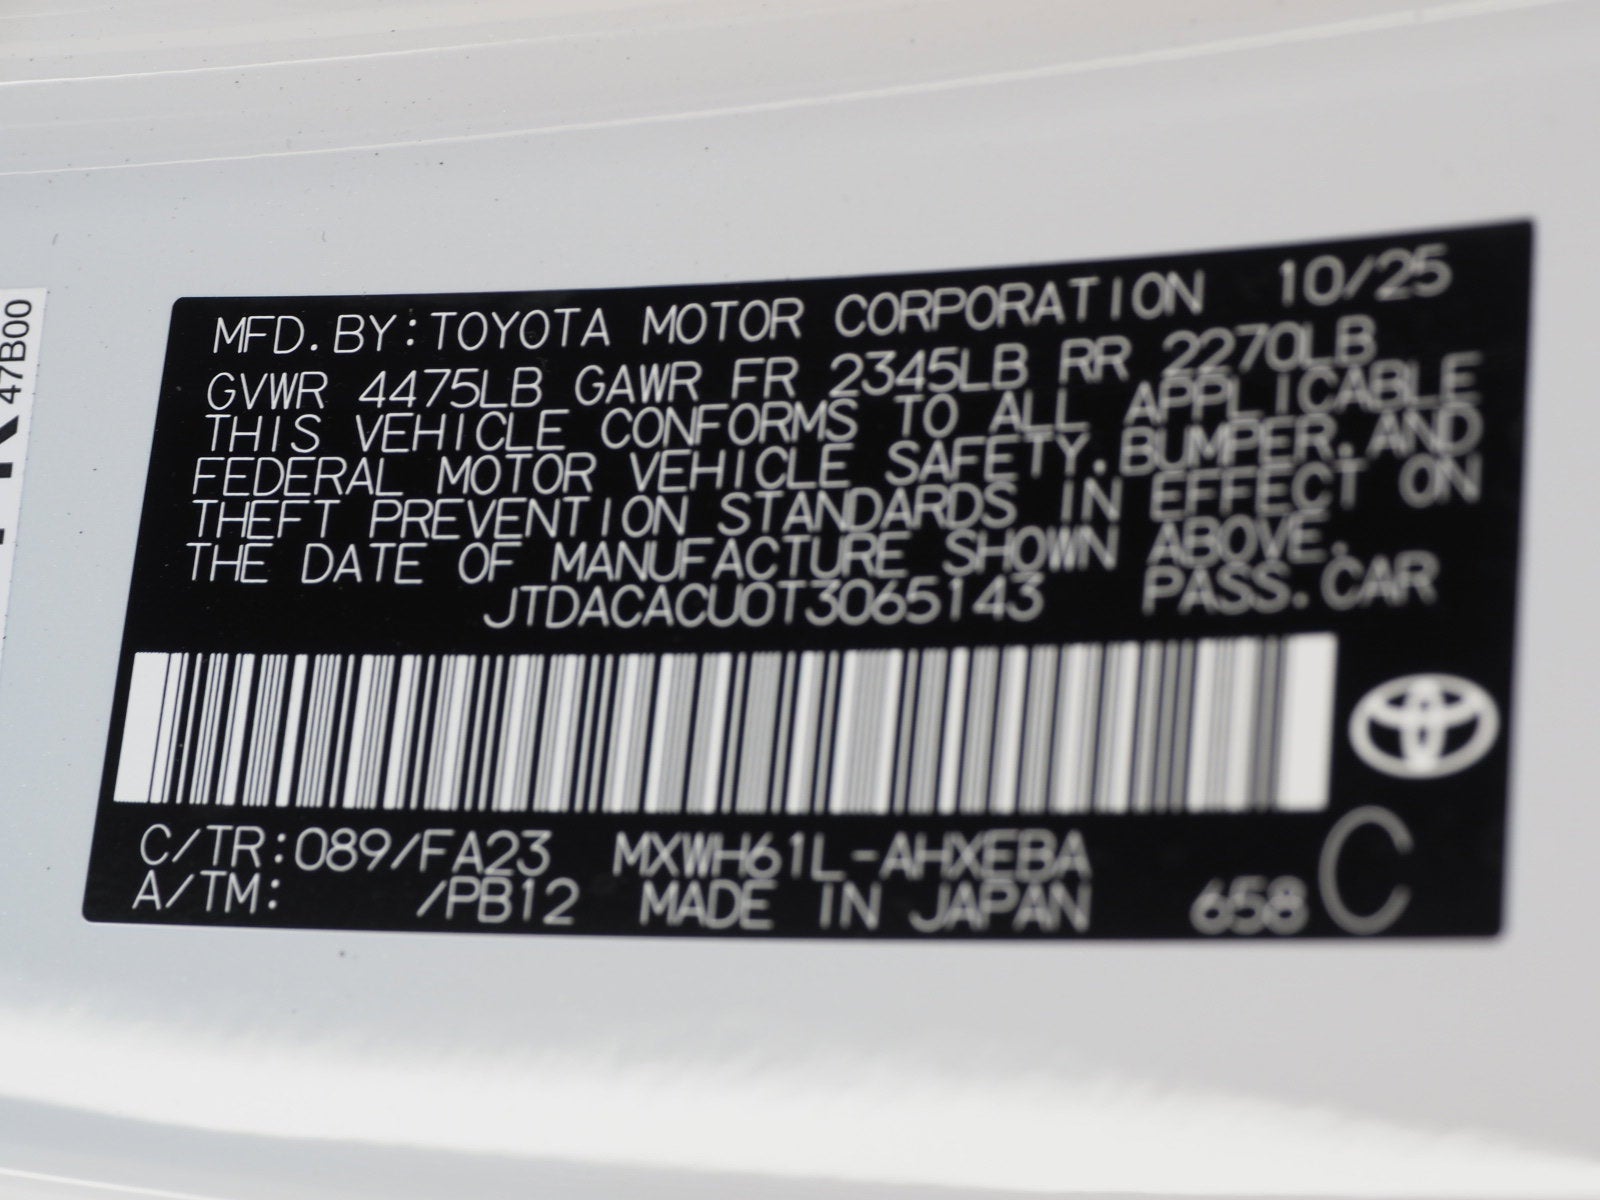 MFD. BY: TOYOTA MOTOR CORPORATION 10/25
GVWR 4475LB GAWR FR 2345LB RR 2270LB
THIS VEHICLE CONFORMS TO ALL APPLICABLE
FEDERAL MOTOR VEHICLE SAFETY, BUMPER, AND
THEFT PREVENTION STANDARDS IN EFFECT ON
THE DATE OF MANUFACTURE SHOWN ABOVE.
JTDACACU0T3065143 PASS. CAR
C/TR: 089/FA23 MXWH61L-AHXEBA
A/TM: /PB12 MADE IN JAPAN 658 C
47B00